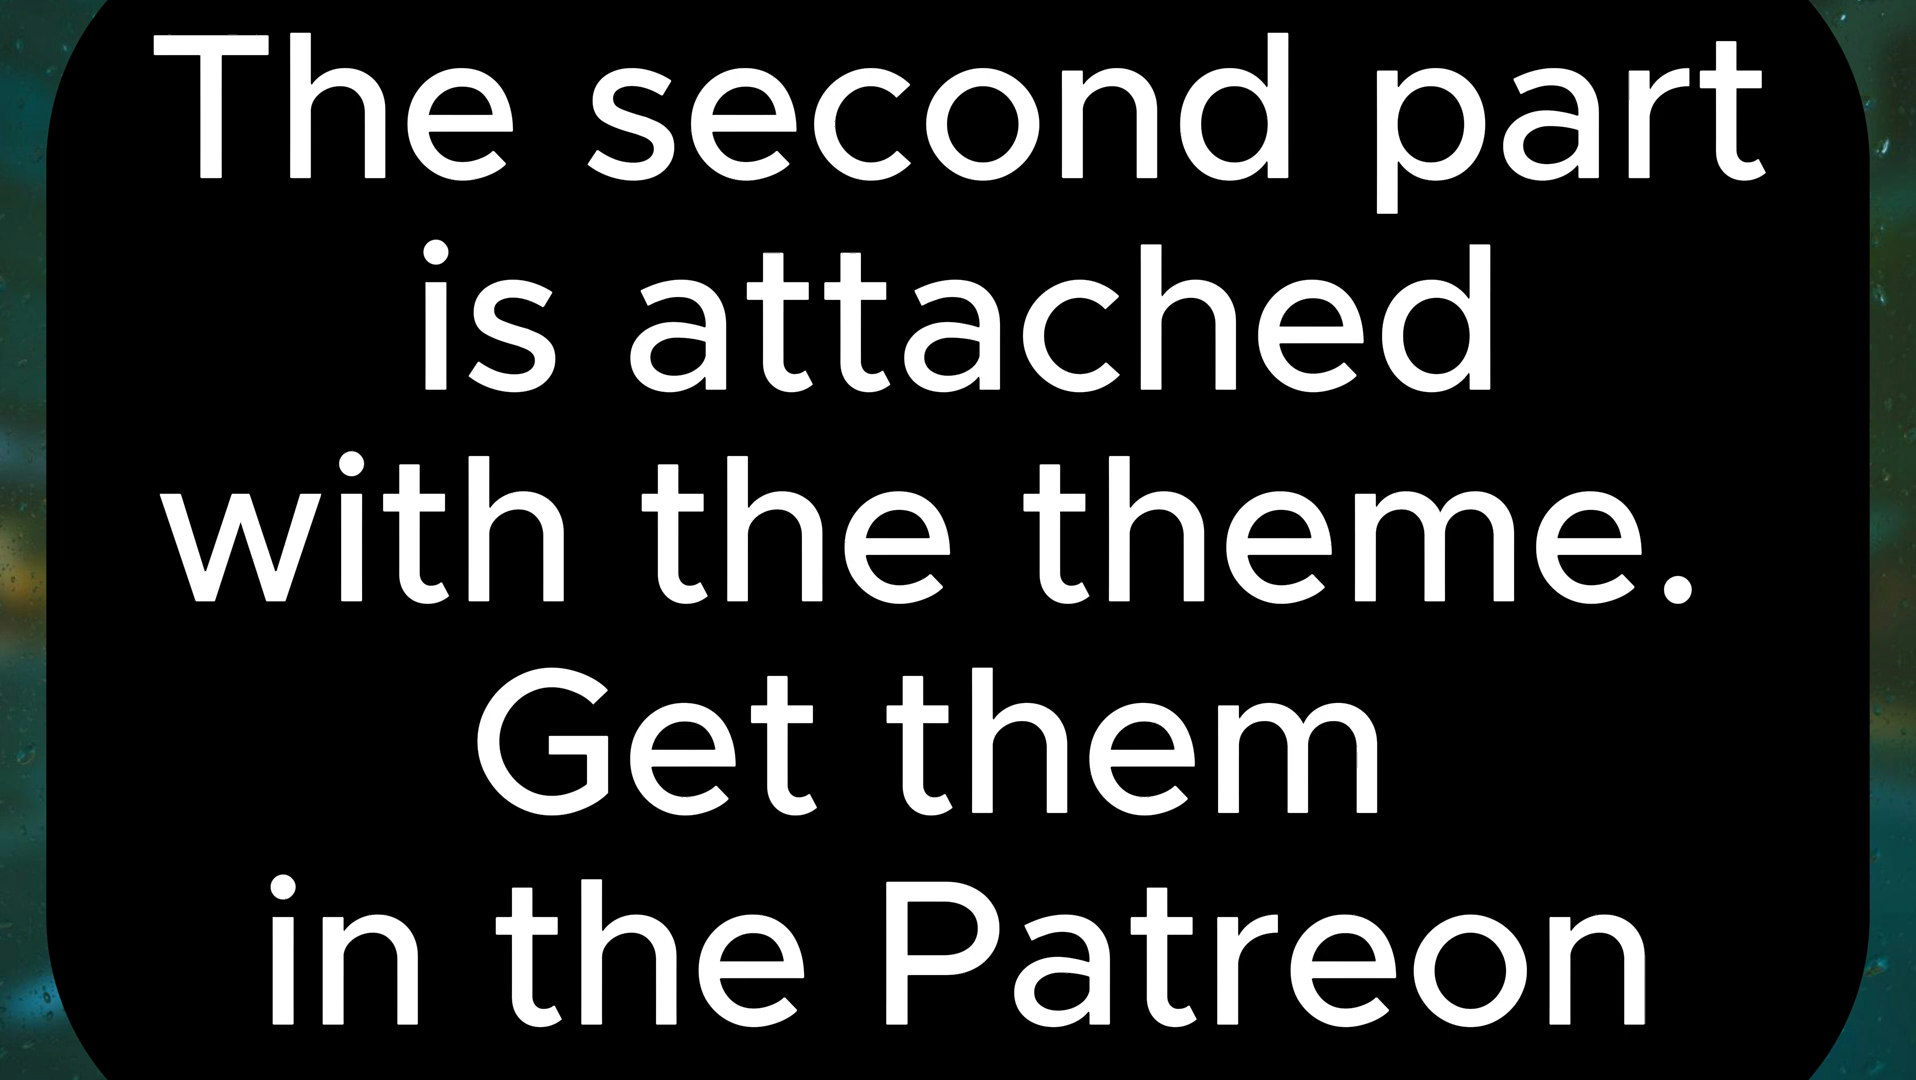 The second part
is attached
with the theme.
Get them
in the Patreon